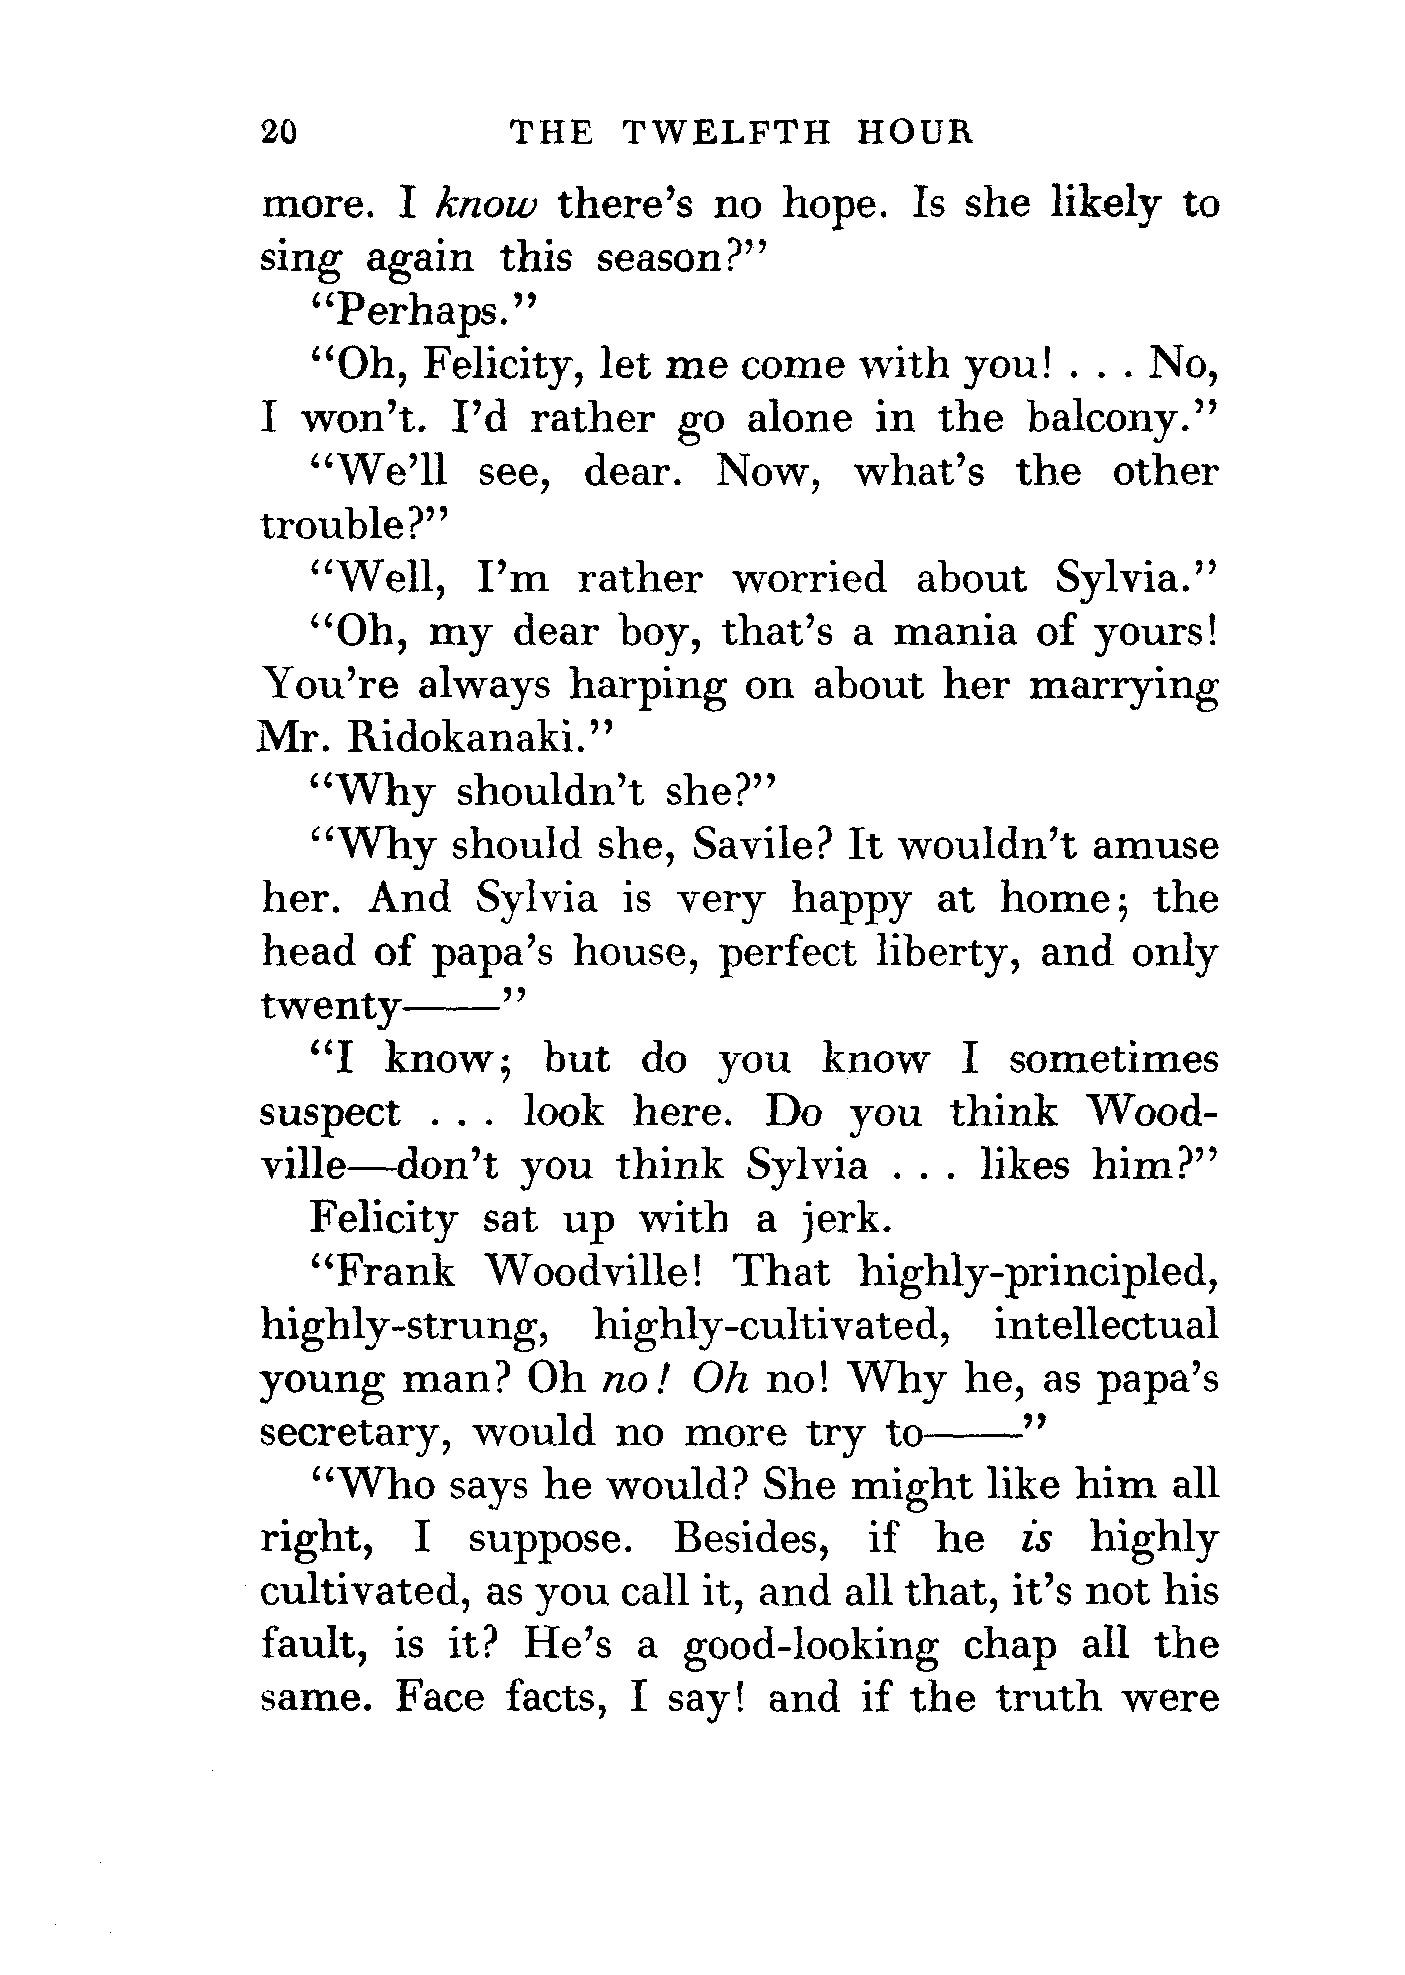 20 THE TWELFTH HOUR
more. I know there's no hope. Is she likely to
sing again this season?"
"Perhaps."
"Oh, Felicity, let me come with you! . . . No,
I won't. I'd rather go alone in the balcony."
"We'll see, dear. Now, what's the other
trouble?"
"Well, I'm rather worried about Sylvia."
"Oh, my dear boy, that's a mania of yours!
You're always harping on about her marrying
Mr. Ridokanaki."
"Why shouldn't she?"
"Why should she, Savile? It wouldn't amuse
her. And Sylvia is very happy at home; the
head of papa's house, perfect liberty, and only
twenty——"
"I know; but do you know I sometimes
suspect . . . look here. Do you think Wood-
ville—don't you think Sylvia . . . likes him?"
Felicity sat up with a jerk.
"Frank Woodville! That highly-principled,
highly-strung, highly-cultivated, intellectual
young man? Oh no! Oh no! Why he, as papa's
secretary, would no more try to——"
"Who says he would? She might like him all
right, I suppose. Besides, if he is highly
cultivated, as you call it, and all that, it's not his
fault, is it? He's a good-looking chap all the
same. Face facts, I say! and if the truth were